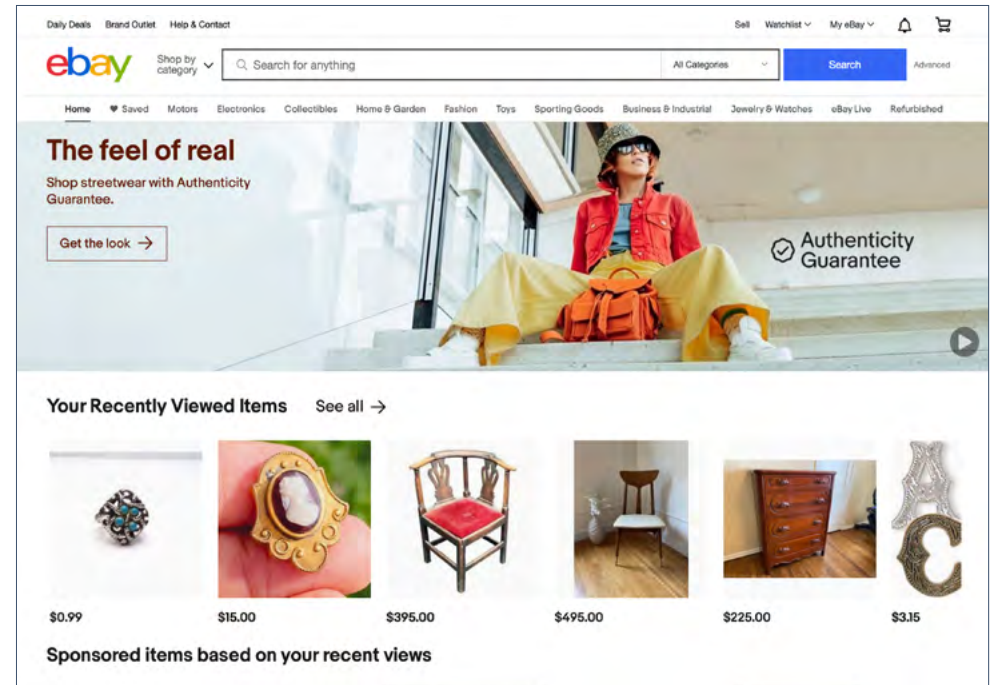 Daily Deals Brand Outlet Help & Contact Sell Watchlist My eBay
ebay Shop by category Search for anything All Categories Search Advanced
Home Saved Motors Electronics Collectibles Home & Garden Fashion Toys Sporting Goods Business & Industrial Jewelry & Watches eBay Live Refurbished
The feel of real
Shop streetwear with Authenticity
Guarantee.
Get the look →
Authenticity
Guarantee
Your Recently Viewed Items See all →
A
C
$0.99 $15.00 $395.00 $495.00 $225.00 $3.15
Sponsored items based on your recent views